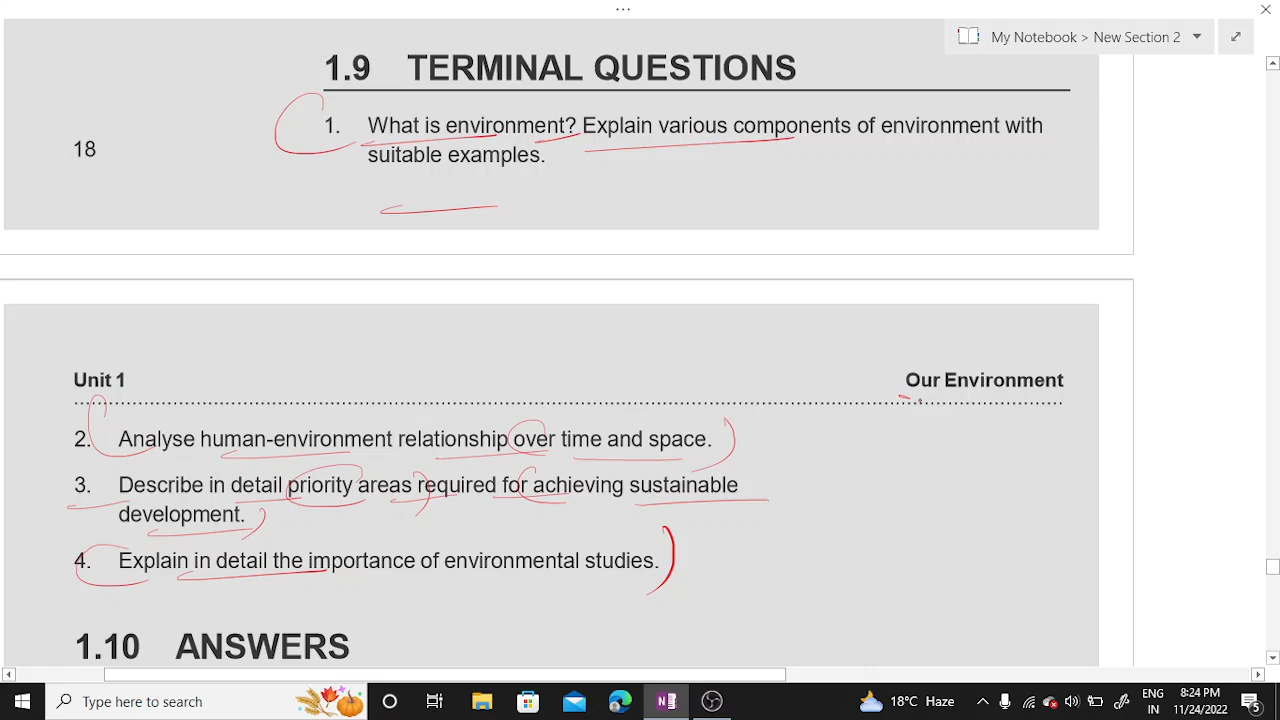 ...
My Notebook > New Section 2
1.9 TERMINAL QUESTIONS
1. What is environment? Explain various components of environment with
suitable examples.
18
Unit 1
Our Environment
2. Analyse human-environment relationship over time and space.
3. Describe in detail priority areas required for achieving sustainable
development.
4. Explain in detail the importance of environmental studies.
1.10 ANSWERS
Type here to search
18°C Haze
ENG
IN
8:24 PM
11/24/2022
5